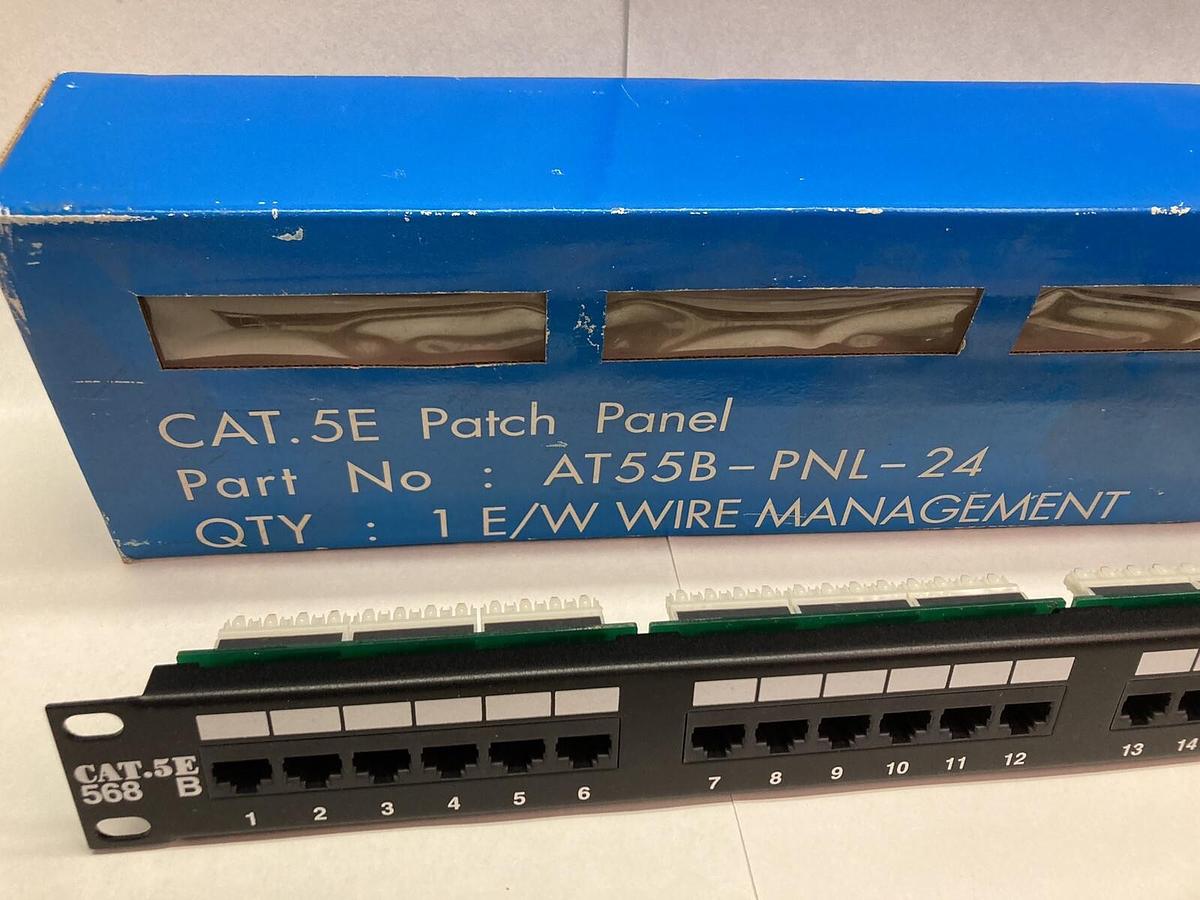 CAT.5E Patch Panel
Part No : AT55B-PNL-24
QTY : 1 E/W WIRE MANAGEMENT
CAT.5E
568 B
1 2 3 4 5 6 7 8 9 10 11 12 13 14